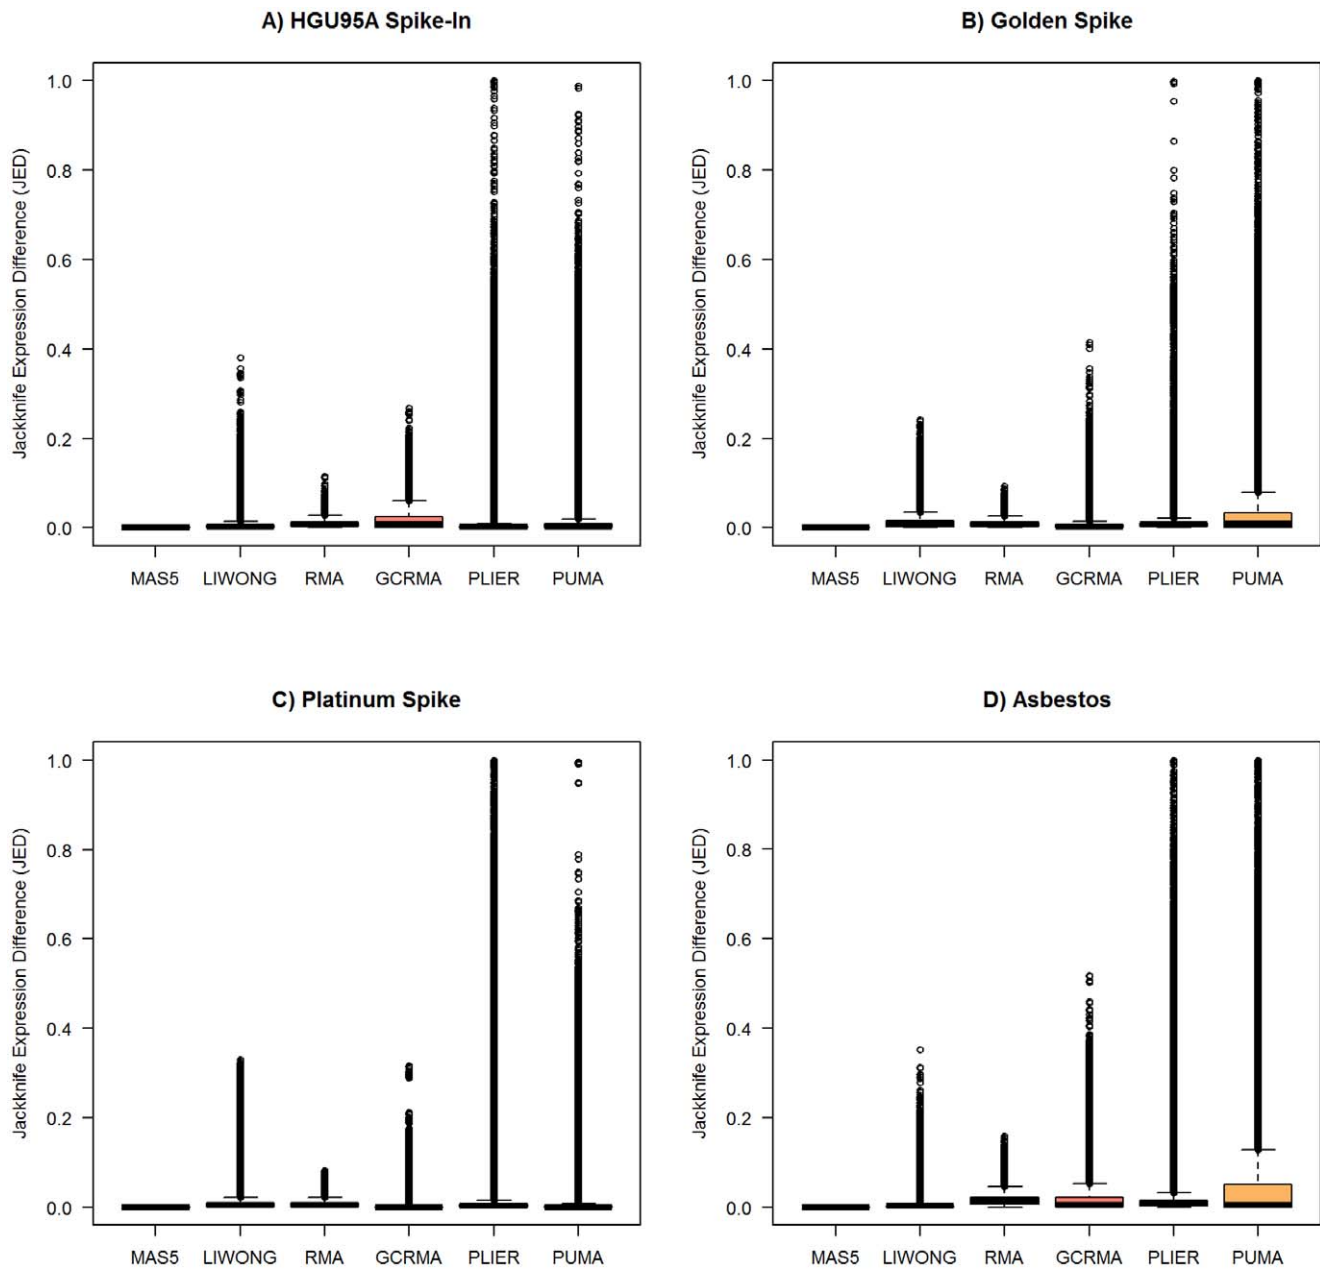 A) HGU95A Spike-In
Jackknife Expression Difference (JED)
1.0
0.8
0.6
0.4
0.2
0.0
MAS5 LIWONG RMA GCRMA PLIER PUMA
B) Golden Spike
Jackknife Expression Difference (JED)
1.0
0.8
0.6
0.4
0.2
0.0
MAS5 LIWONG RMA GCRMA PLIER PUMA
C) Platinum Spike
Jackknife Expression Difference (JED)
1.0
0.8
0.6
0.4
0.2
0.0
MAS5 LIWONG RMA GCRMA PLIER PUMA
D) Asbestos
Jackknife Expression Difference (JED)
1.0
0.8
0.6
0.4
0.2
0.0
MAS5 LIWONG RMA GCRMA PLIER PUMA